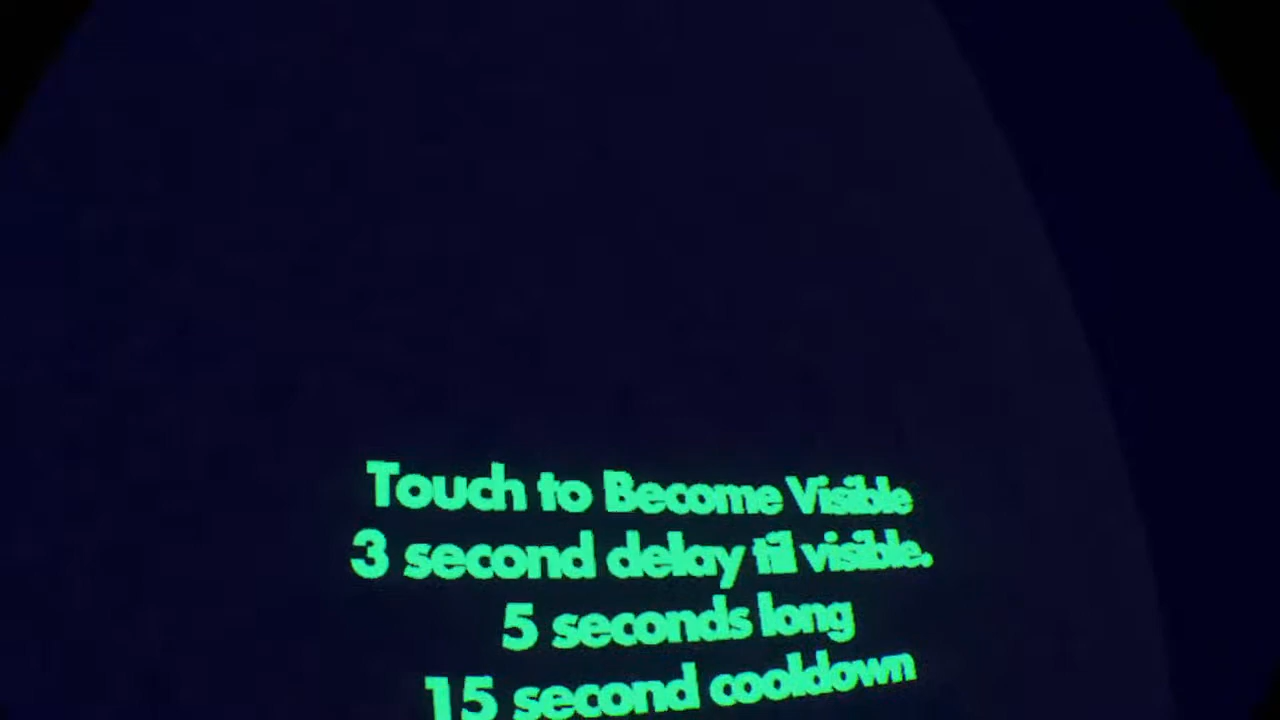 Touch to Become Visible
3 second delay til visible.
5 seconds long
15 second cooldown